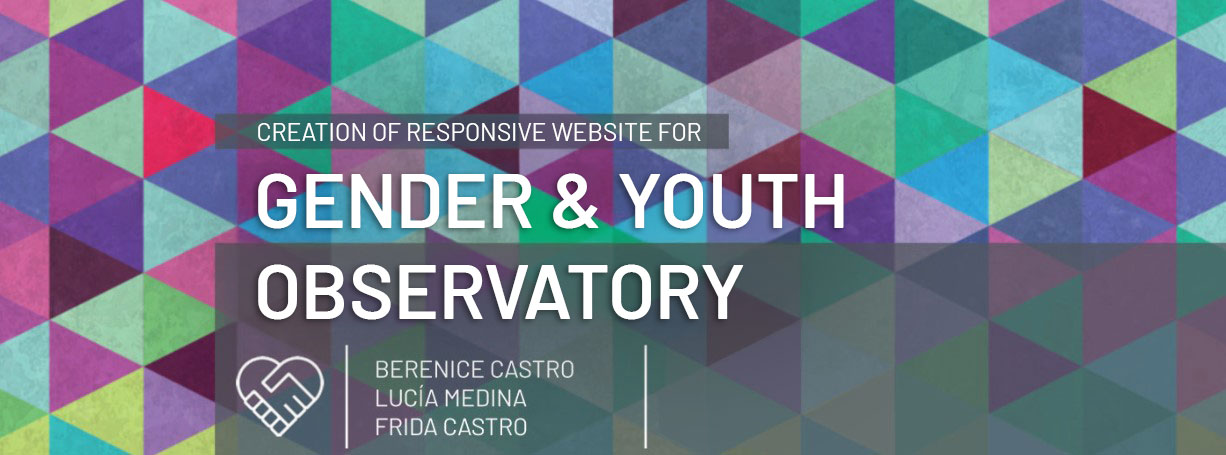 CREATION OF RESPONSIVE WEBSITE FOR
GENDER & YOUTH
OBSERVATORY
BERENICE CASTRO
LUCÍA MEDINA
FRIDA CASTRO